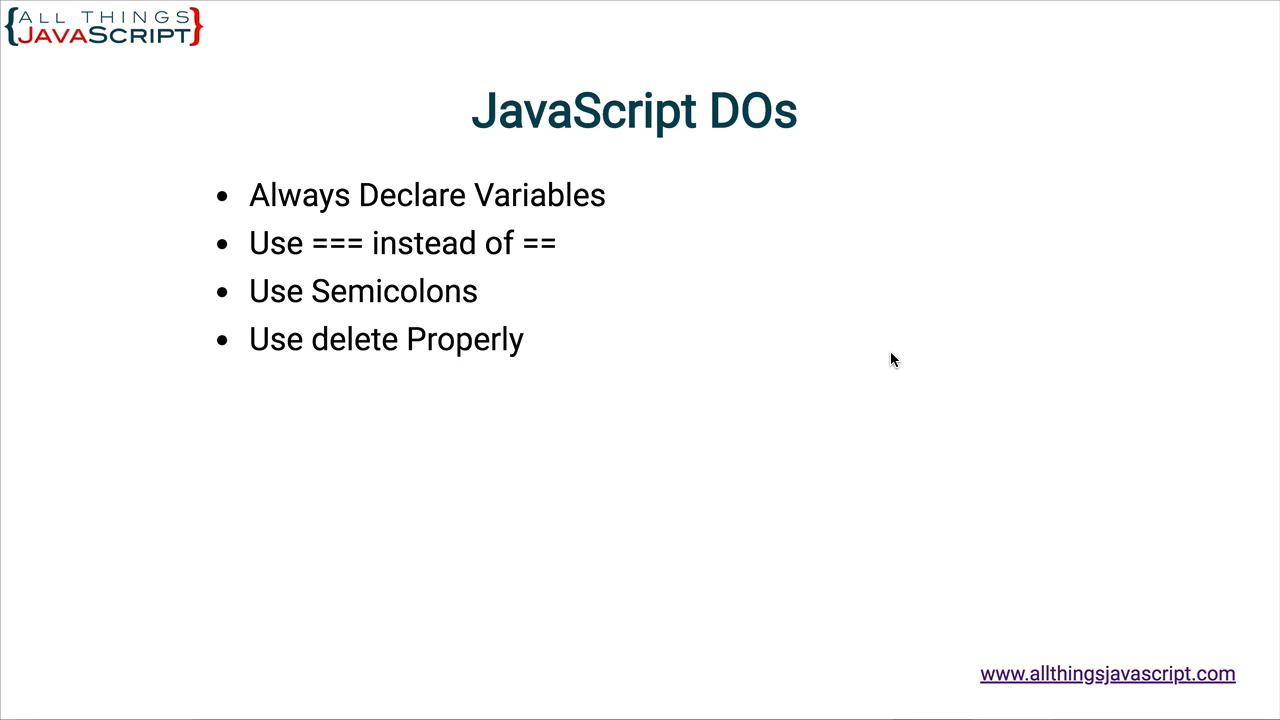 {ALL THINGS
JAVASCRIPT}
JavaScript DOs
• Always Declare Variables
• Use === instead of ==
• Use Semicolons
• Use delete Properly
www.allthingsjavascript.com